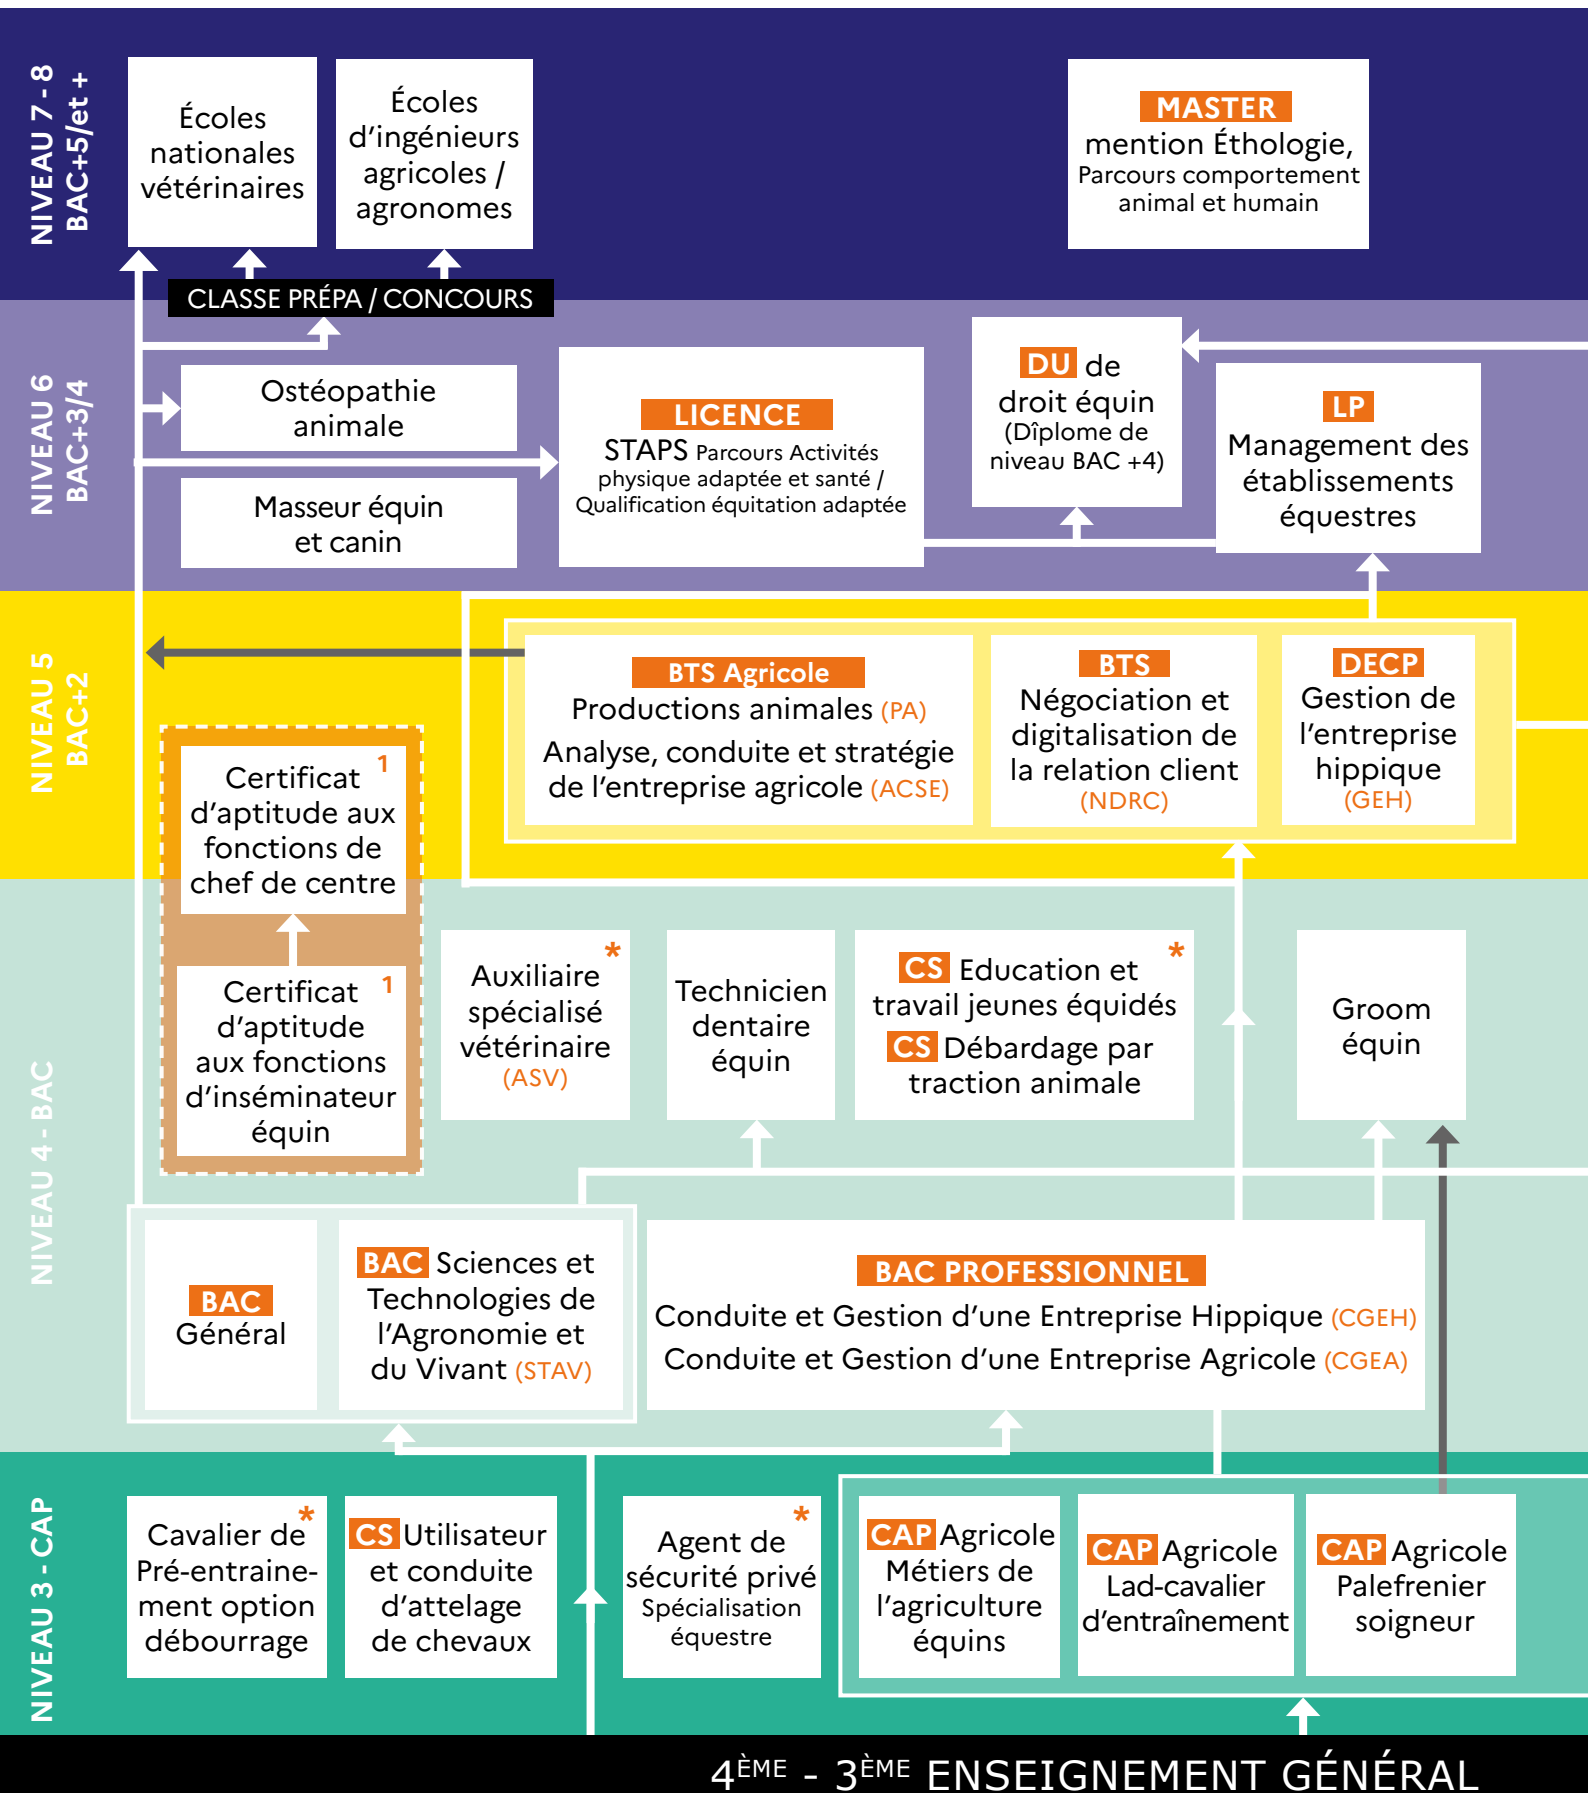 NIVEAU 7 - 8
BAC+5/et +
Écoles
nationales
vétérinaires
Écoles
d'ingénieurs
agricoles /
agronomes
MASTER
mention Éthologie,
Parcours comportement
animal et humain
CLASSE PRÉPA / CONCOURS
NIVEAU 6
BAC+3/4
Ostéopathie
animale
Masseur équin
et canin
LICENCE
STAPS Parcours Activités
physique adaptée et santé /
Qualification équitation adaptée
DU de
droit équin
(Dîplome de
niveau BAC +4)
LP
Management des
établissements
équestres
NIVEAU 5
BAC+2
BTS Agricole
Productions animales (PA)
Analyse, conduite et stratégie
de l'entreprise agricole (ACSE)
BTS
Négociation et
digitalisation de
la relation client
(NDRC)
DECP
Gestion de
l'entreprise
hippique
(GEH)
Certificat 1
d'aptitude aux
fonctions de
chef de centre
NIVEAU 4 - BAC
Certificat 1
d'aptitude
aux fonctions
d'inséminateur
équin
Auxiliaire *
spécialisé
vétérinaire
(ASV)
Technicien
dentaire
équin
CS Education et *
travail jeunes équidés
CS Débardage par
traction animale
Groom
équin
BAC
Général
BAC Sciences et
Technologies de
l'Agronomie et
du Vivant (STAV)
BAC PROFESSIONNEL
Conduite et Gestion d'une Entreprise Hippique (CGEH)
Conduite et Gestion d'une Entreprise Agricole (CGEA)
NIVEAU 3 - CAP
Cavalier de *
Pré-entraine-
ment option
débourrage
CS Utilisateur
et conduite
d'attelage
de chevaux
Agent de *
sécurité privé
Spécialisation
équestre
CAP Agricole
Métiers de
l'agriculture
équins
CAP Agricole
Lad-cavalier
d'entraînement
CAP Agricole
Palefrenier
soigneur
4ÈME - 3ÈME ENSEIGNEMENT GÉNÉRAL